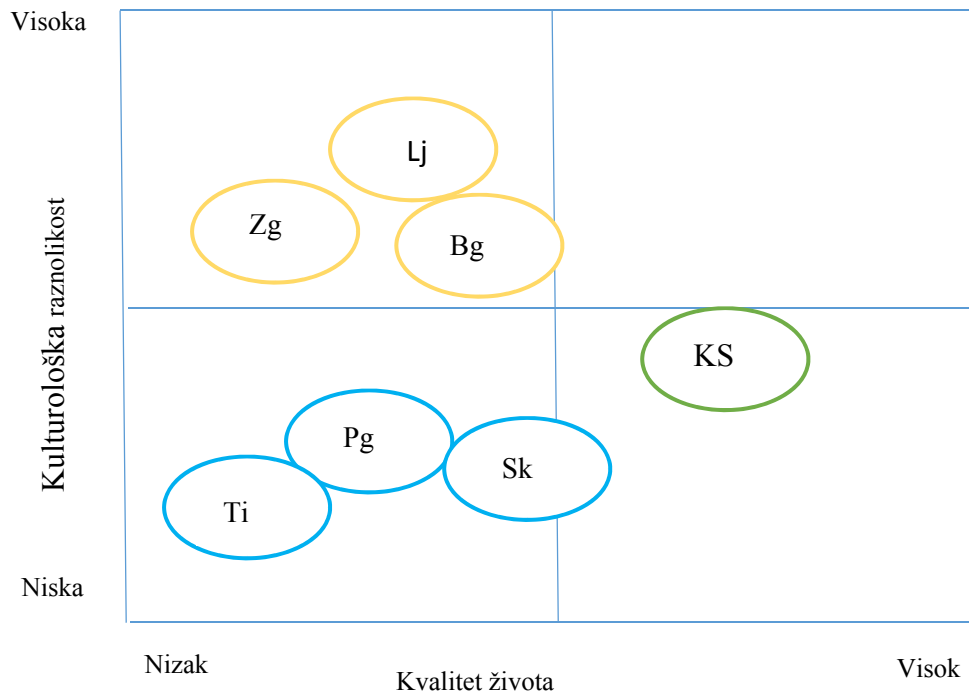 Visoka
Lj
Zg
Bg
Kulturološka raznolikost
KS
Pg
Sk
Ti
Niska
Nizak
Kvalitet života
Visok